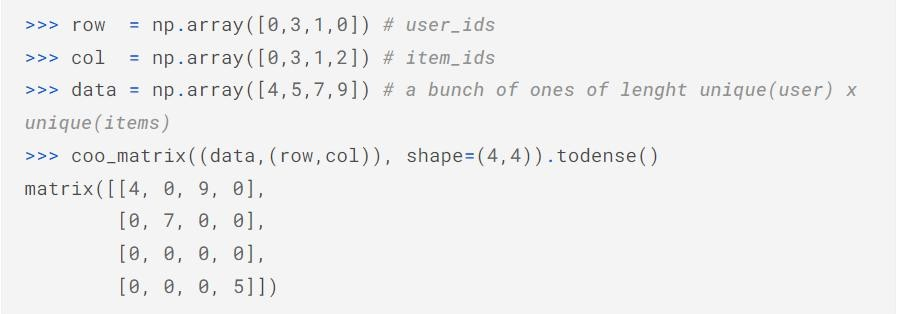 >>> row  = np.array([0,3,1,0]) # user_ids
>>> col  = np.array([0,3,1,2]) # item_ids
>>> data = np.array([4,5,7,9]) # a bunch of ones of lenght unique(user) x
unique(items)
>>> coo_matrix((data,(row,col)), shape=(4,4)).todense()
matrix([[4, 0, 9, 0],
        [0, 7, 0, 0],
        [0, 0, 0, 0],
        [0, 0, 0, 5]])